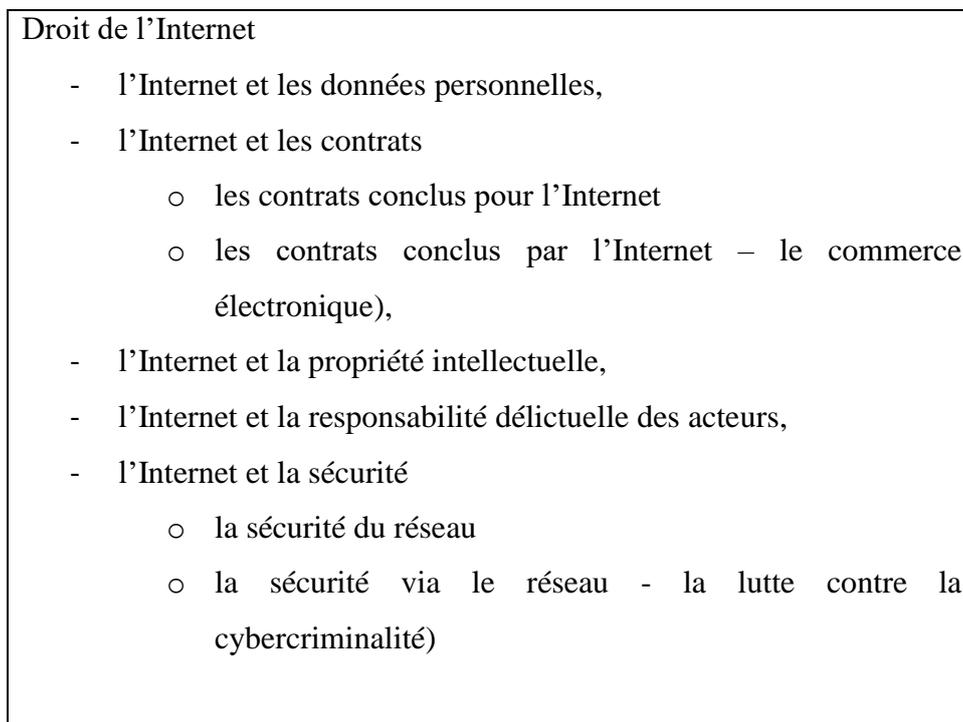 Droit de l’Internet
- l’Internet et les données personnelles,
- l’Internet et les contrats
o les contrats conclus pour l’Internet
o les contrats conclus par l’Internet – le commerce
électronique),
- l’Internet et la propriété intellectuelle,
- l’Internet et la responsabilité délictuelle des acteurs,
- l’Internet et la sécurité
o la sécurité du réseau
o la sécurité via le réseau - la lutte contre la
cybercriminalité)